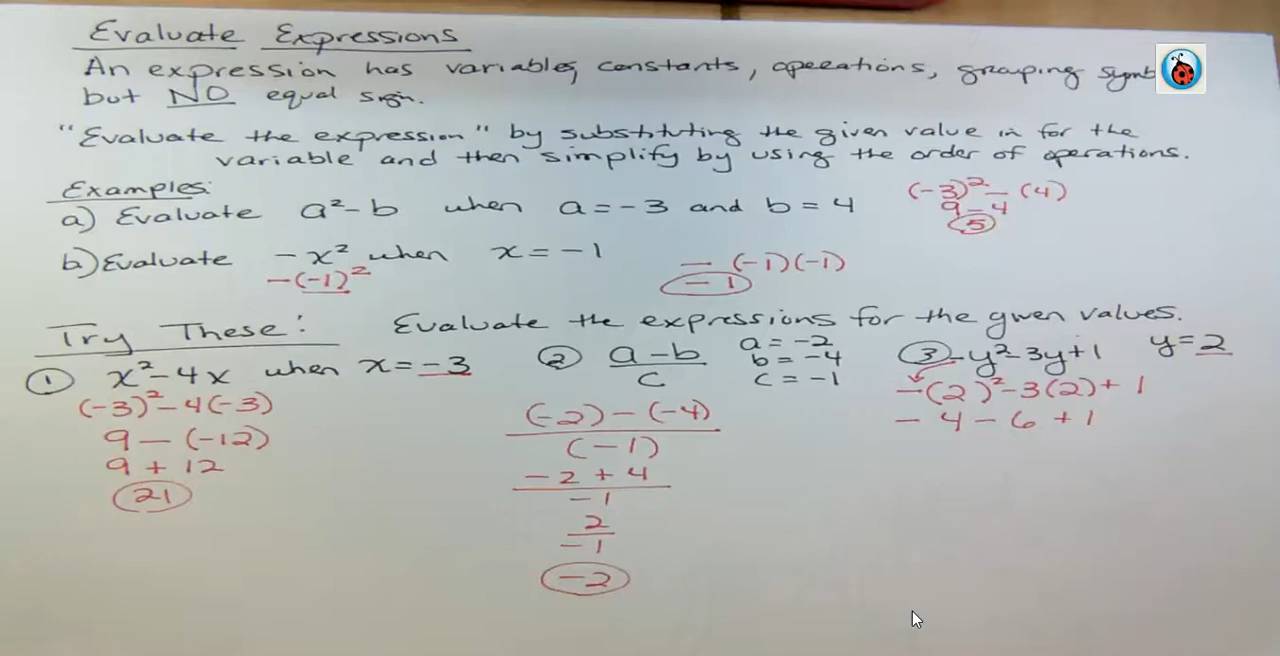 Evaluate Expressions
An expression has variables, constants, operations, grouping symb
but NO equal sign.
"Evaluate the expression" by substituting the given value in for the
variable and then simplify by using the order of operations.
Examples:
a) Evaluate a²-b when a = -3 and b = 4
(-3)² - (4)
9 - 4
5
b) Evaluate -x² when x = -1
-(-1)²
- (-1)(-1)
-1
Try These: Evaluate the expressions for the given values.
① x²-4x when x = -3
(-3)² - 4(-3)
9 - (-12)
9 + 12
21
② a-b
c
a = -2
b = -4
c = -1
(-2) - (-4)
(-1)
-2 + 4
-1
2
-1
-2
③ -y²-3y+1 y = 2
-(2)²-3(2)+1
- 4 - 6 + 1